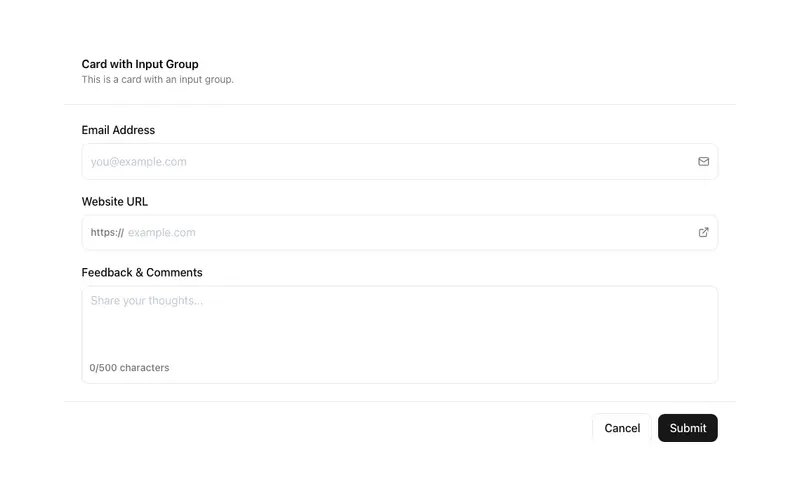 Card with Input Group
This is a card with an input group.
Email Address
you@example.com
Website URL
https:// example.com
Feedback & Comments
Share your thoughts...
0/500 characters
Cancel Submit